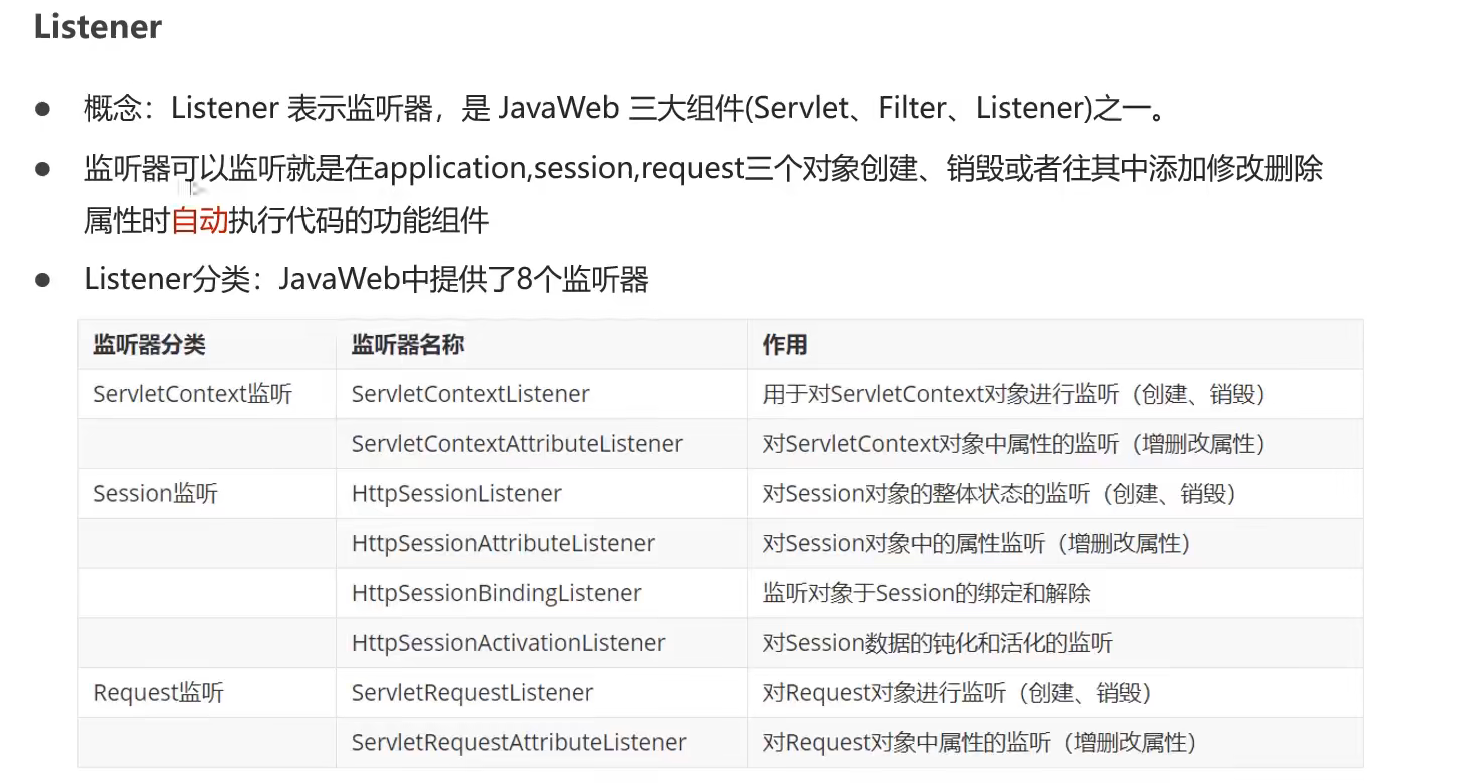 Listener
● 概念：Listener 表示监听器，是 JavaWeb 三大组件(Servlet、Filter、Listener)之一。
● 监听器可以监听就是在application,session,request三个对象创建、销毁或者往其中添加修改删除
属性时自动执行代码的功能组件
● Listener分类：JavaWeb中提供了8个监听器
监听器分类 监听器名称 作用
ServletContext监听 ServletContextListener 用于对ServletContext对象进行监听（创建、销毁）
ServletContextAttributeListener 对ServletContext对象中属性的监听（增删改属性）
Session监听 HttpSessionListener 对Session对象的整体状态的监听（创建、销毁）
HttpSessionAttributeListener 对Session对象中的属性监听（增删改属性）
HttpSessionBindingListener 监听对象于Session的绑定和解除
HttpSessionActivationListener 对Session数据的钝化和活化的监听
Request监听 ServletRequestListener 对Request对象进行监听（创建、销毁）
ServletRequestAttributeListener 对Request对象中属性的监听（增删改属性）